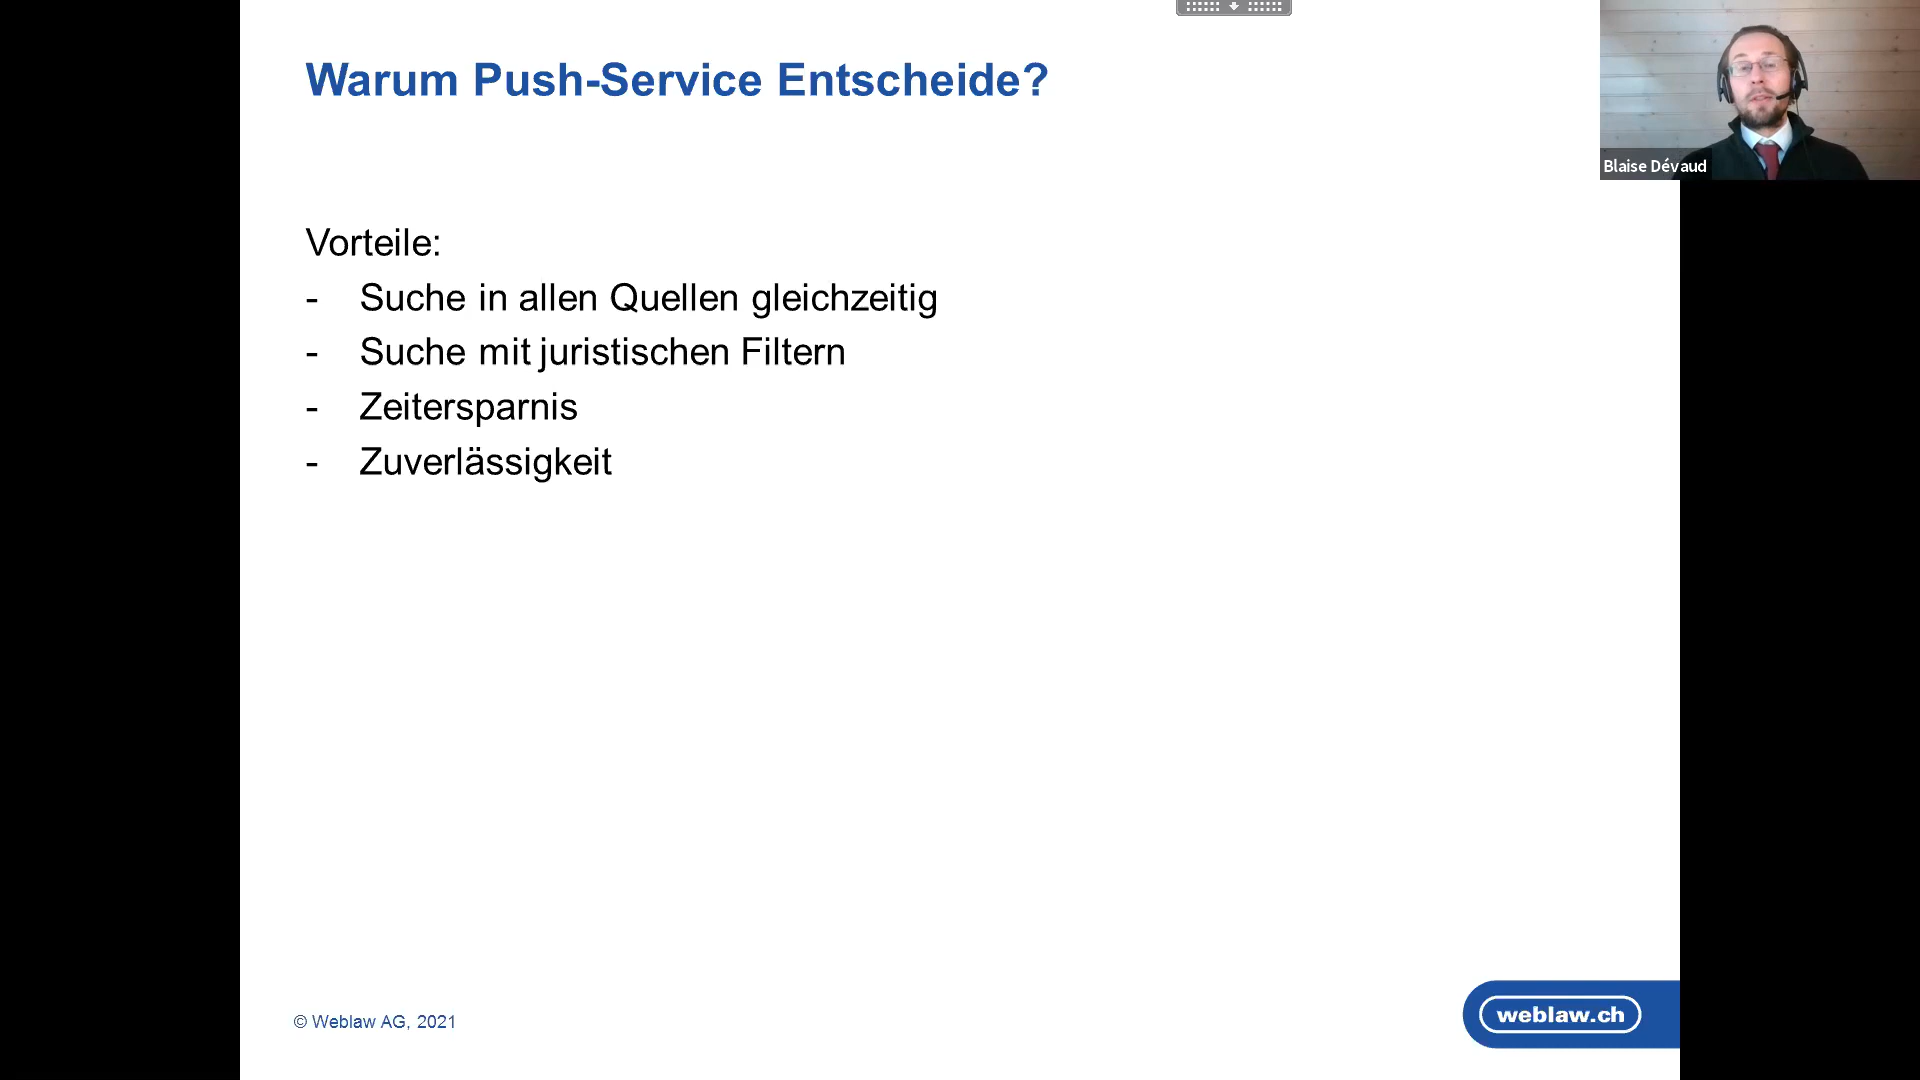 Warum Push-Service Entscheide?
Blaise Dévaud
Vorteile:
- Suche in allen Quellen gleichzeitig
- Suche mit juristischen Filtern
- Zeitersparnis
- Zuverlässigkeit
© Weblaw AG, 2021
weblaw.ch